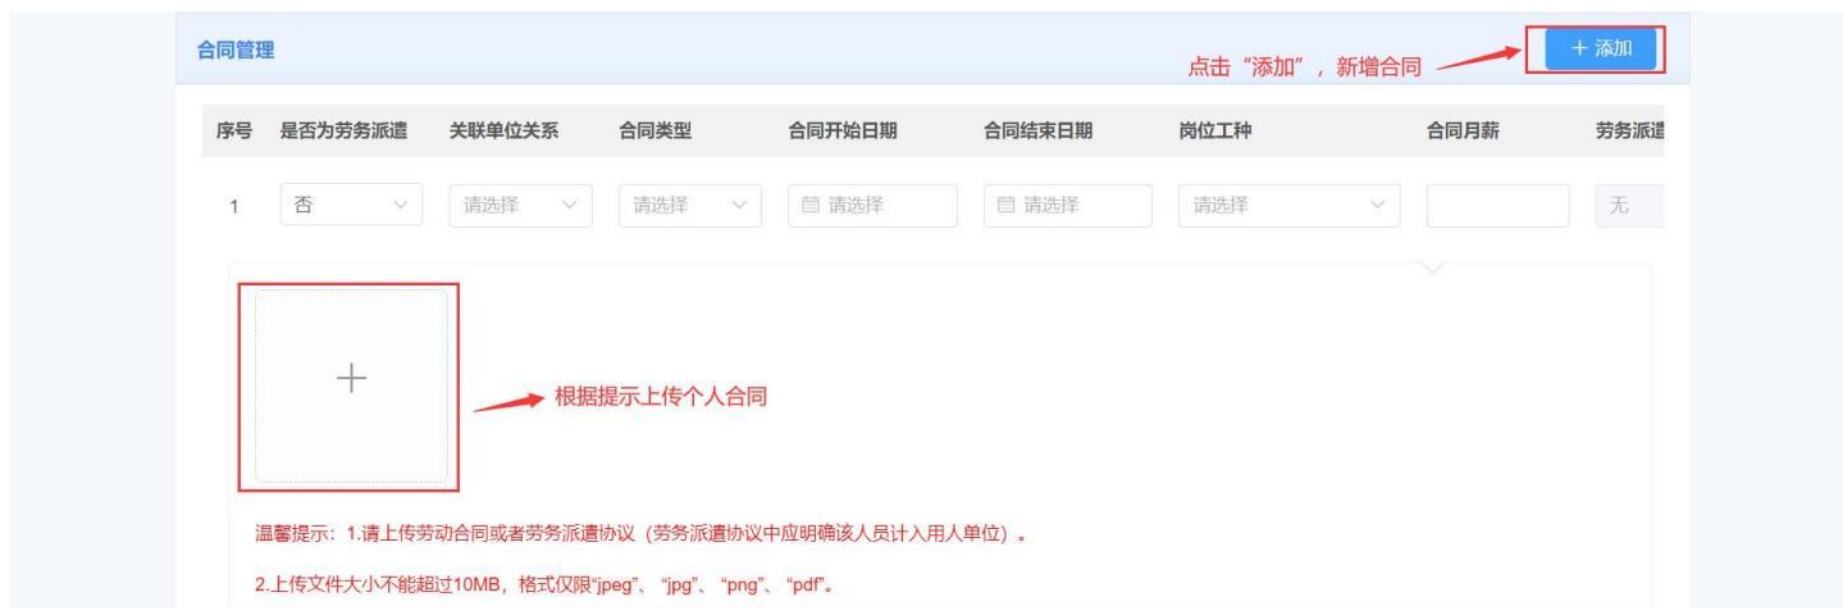 合同管理
+ 添加
点击“添加”，新增合同
序号 是否为劳务派遣 关联单位关系 合同类型 合同开始日期 合同结束日期 岗位工种 合同月薪 劳务派遣
1 否 请选择 请选择 请选择 请选择 请选择 无
根据提示上传个人合同
温馨提示：1.请上传劳动合同或者劳务派遣协议（劳务派遣协议中应明确该人员计入用人单位）。
2.上传文件大小不能超过10MB，格式仅限“jpeg”、“jpg”、“png”、“pdf”。